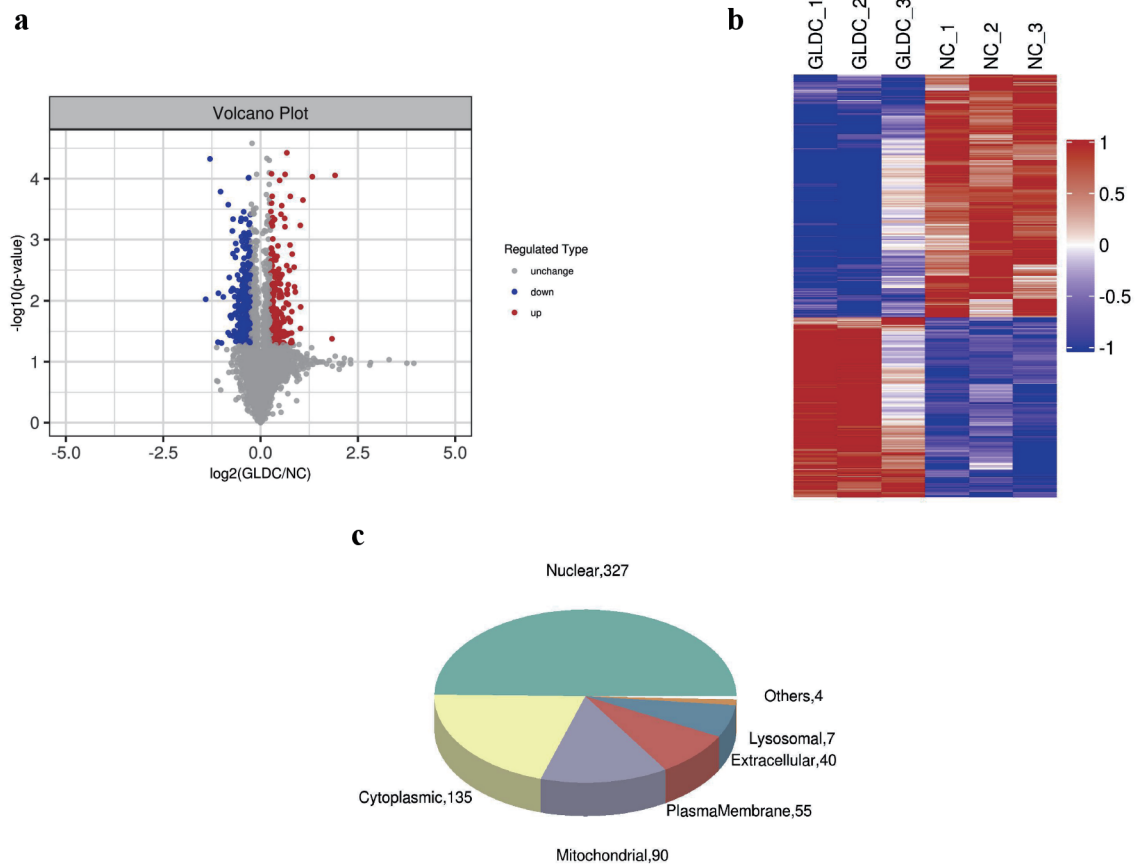 a
Volcano Plot
4
3
2
1
0
-log10(p-value)
-5.0
-2.5
0.0
2.5
5.0
log2(GLDC/NC)
Regulated Type
unchange
down
up
b
GLDC_1
GLDC_2
GLDC_3
NC_1
NC_2
NC_3
1
0.5
0
-0.5
-1
c
Nuclear,327
Others,4
Lysosomal,7
Extracellular,40
PlasmaMembrane,55
Cytoplasmic,135
Mitochondrial,90